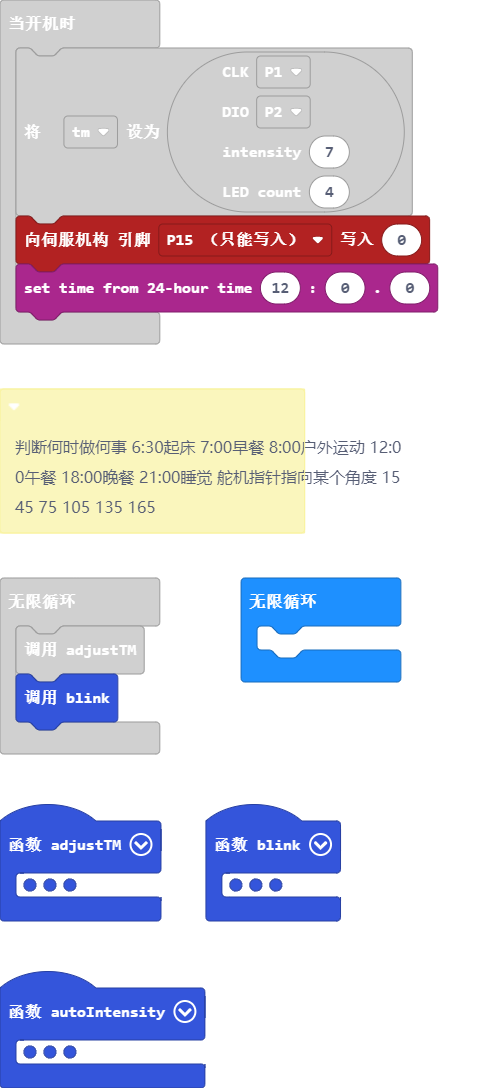 当开机时
CLK P1
DIO P2
将 tm 设为
intensity 7
LED count 4
向伺服机构 引脚 P15 （只能写入） 写入 0
set time from 24-hour time 12 : 0 . 0
判断何时做何事 6:30起床 7:00早餐 8:00户外运动 12:0
0午餐 18:00晚餐 21:00睡觉 舵机指针指向某个角度 15
45 75 105 135 165
无限循环 无限循环
调用 adjustTM
调用 blink
函数 adjustTM 函数 blink
函数 autoIntensity